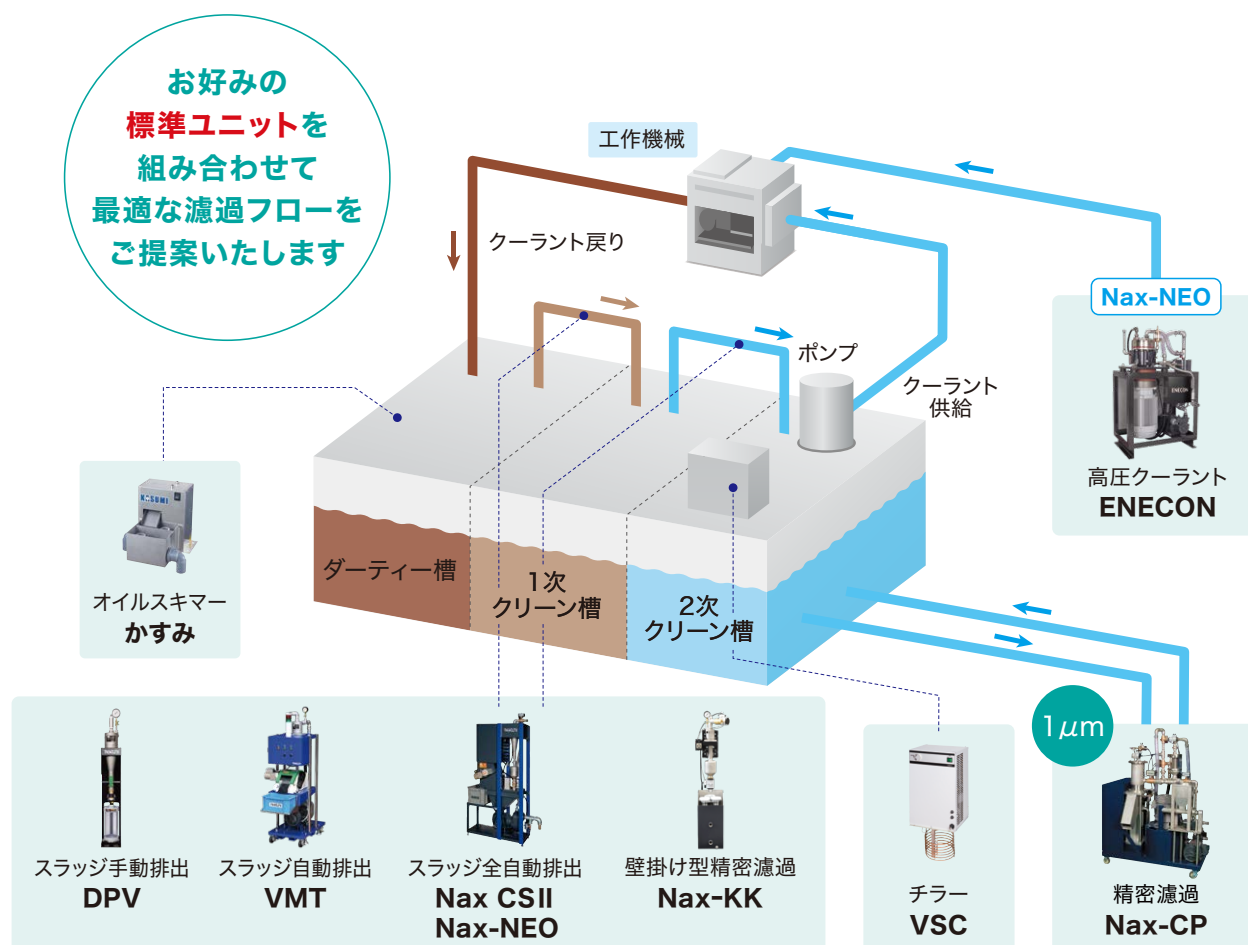 お好みの
標準ユニットを
組み合わせて
最適な濾過フローを
ご提案いたします
工作機械
クーラント戻り
ポンプ
クーラント
供給
Nax-NEO
ENECON
高圧クーラント
ENECON
KASUMI
オイルスキマー
かすみ
ダーティー槽
1次
クリーン槽
2次
クリーン槽
スラッジ手動排出
DPV
スラッジ自動排出
VMT
スラッジ全自動排出
Nax CSⅡ
Nax-NEO
壁掛け型精密濾過
Nax-KK
チラー
VSC
1μm
精密濾過
Nax-CP